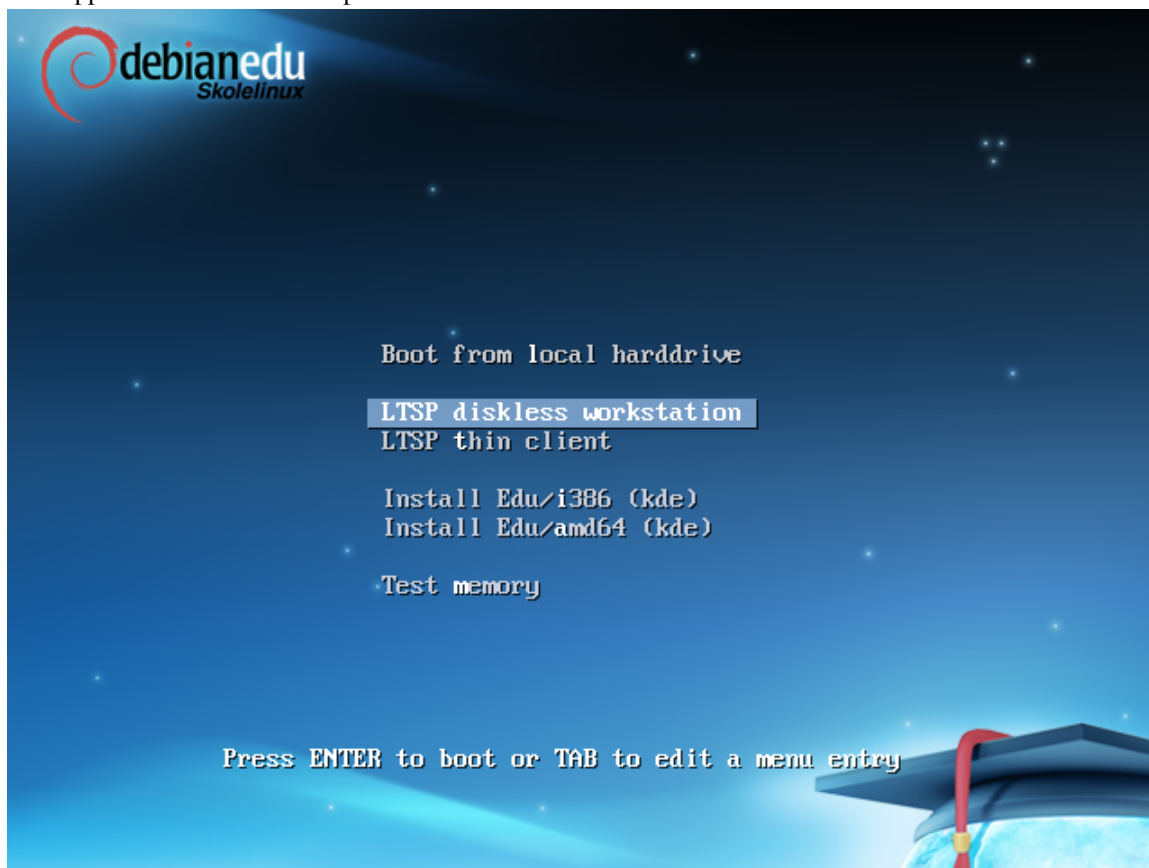 debianedu
Skolelinux
Boot from local harddrive
LTSP diskless workstation
LTSP thin client
Install Edu/i386 (kde)
Install Edu/amd64 (kde)
Test memory
Press ENTER to boot or TAB to edit a menu entry